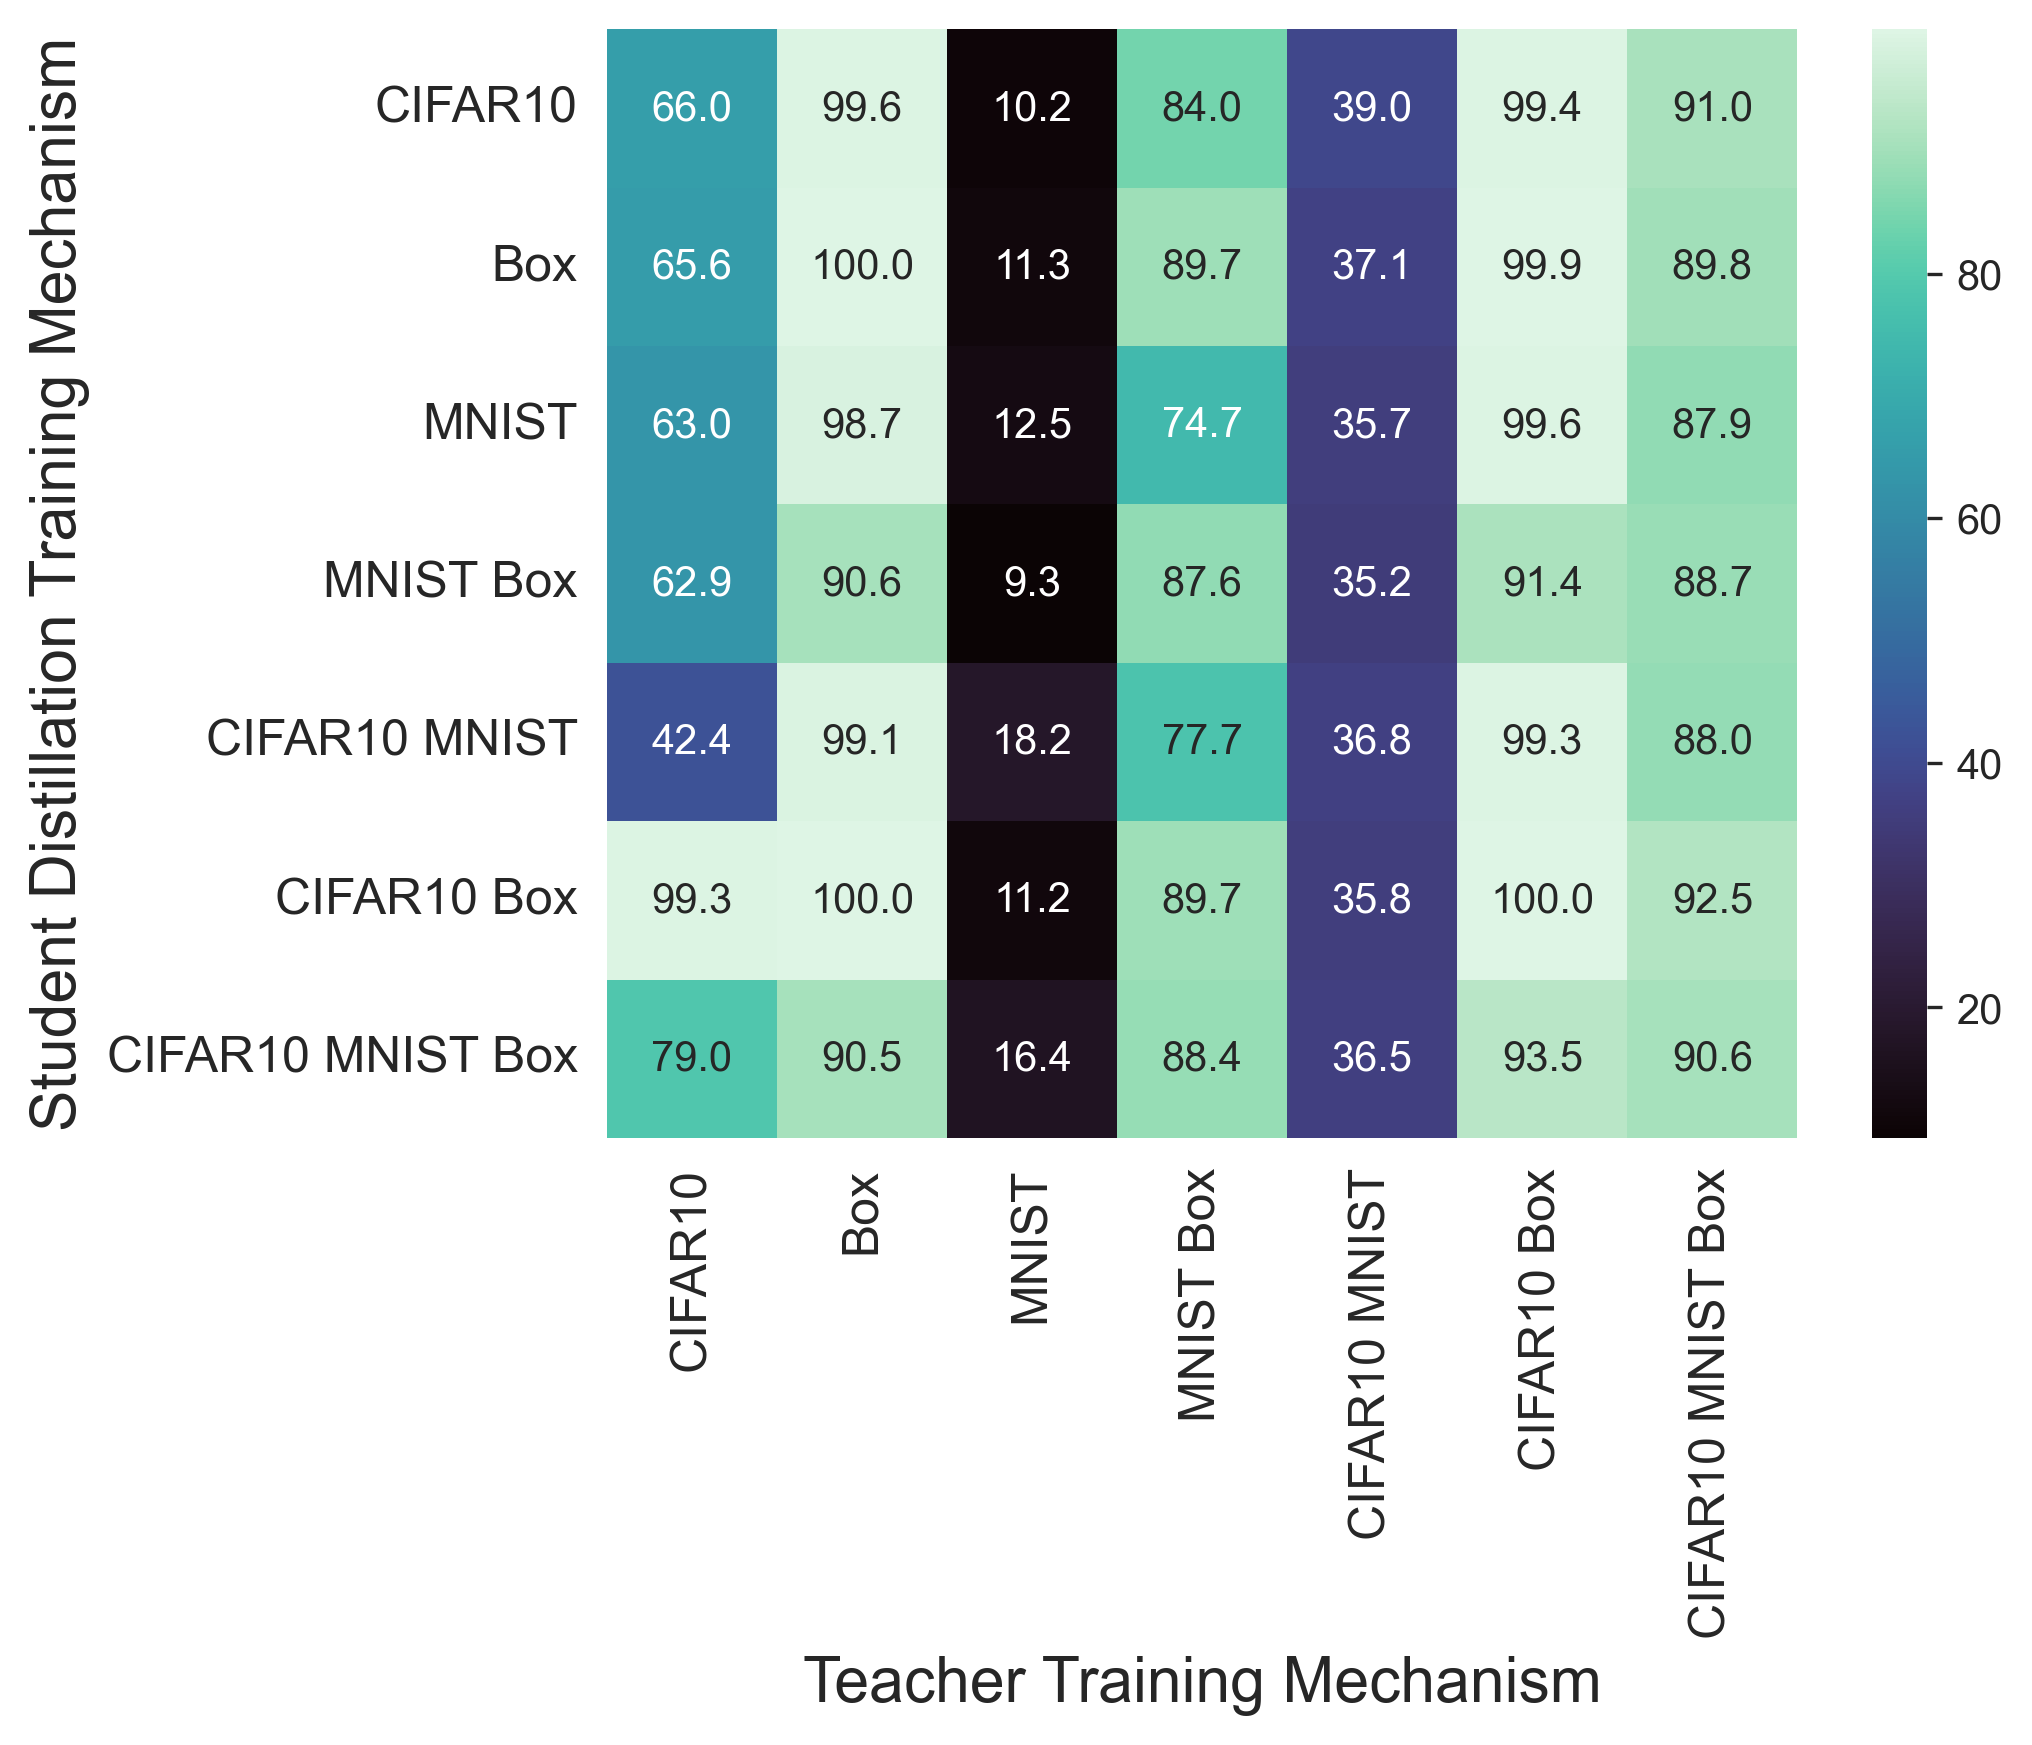 Student Distillation Training Mechanism
CIFAR10 66.0 99.6 10.2 84.0 39.0 99.4 91.0
Box 65.6 100.0 11.3 89.7 37.1 99.9 89.8
MNIST 63.0 98.7 12.5 74.7 35.7 99.6 87.9
MNIST Box 62.9 90.6 9.3 87.6 35.2 91.4 88.7
CIFAR10 MNIST 42.4 99.1 18.2 77.7 36.8 99.3 88.0
CIFAR10 Box 99.3 100.0 11.2 89.7 35.8 100.0 92.5
CIFAR10 MNIST Box 79.0 90.5 16.4 88.4 36.5 93.5 90.6
CIFAR10
Box
MNIST
MNIST Box
CIFAR10 MNIST
CIFAR10 Box
CIFAR10 MNIST Box
Teacher Training Mechanism
80
60
40
20